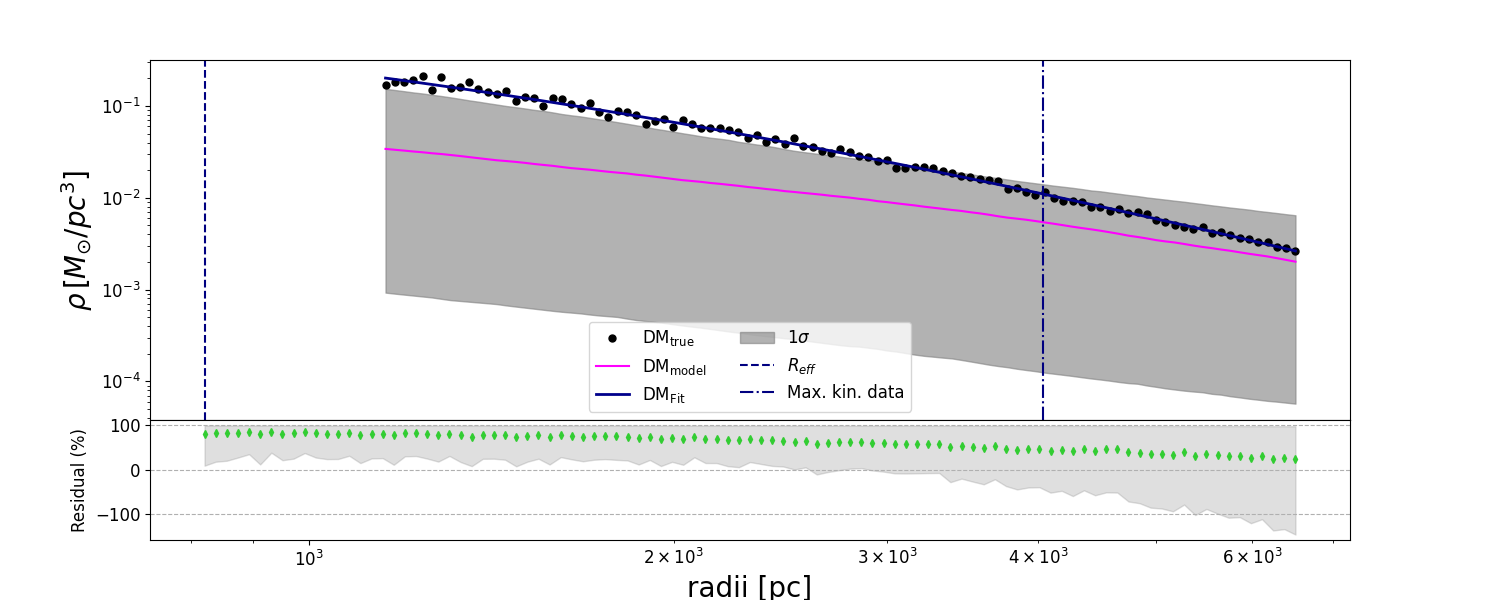 ρ [M⊙/pc³]
10⁻¹
10⁻²
10⁻³
10⁻⁴
DM_true
DM_model
DM_Fit
1σ
R_eff
Max. kin. data
Residual (%)
100
0
−100
10³
2 × 10³
3 × 10³
4 × 10³
6 × 10³
radii [pc]